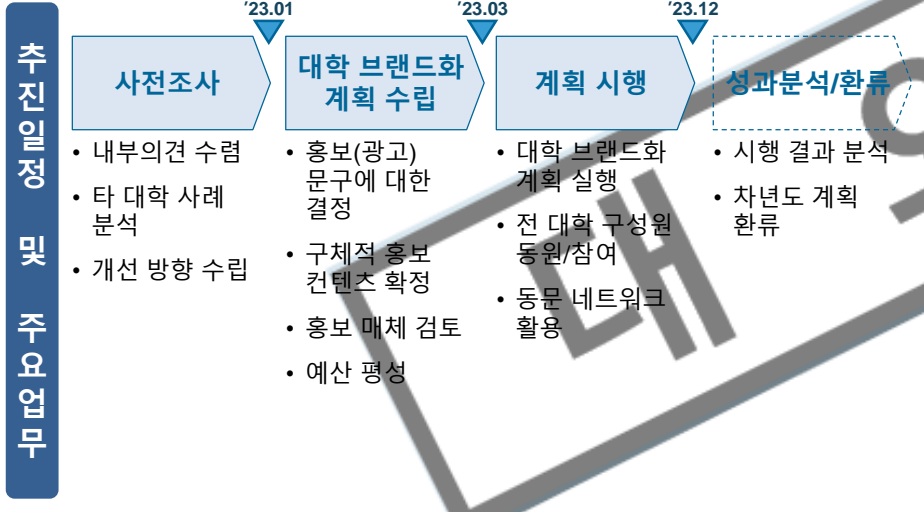 추진일정 및 주요업무
’23.01
’23.03
’23.12
사전조사
대학 브랜드화
계획 수립
계획 시행
성과분석/환류
• 내부의견 수렴
• 타 대학 사례
분석
• 개선 방향 수립
• 홍보(광고)
문구에 대한
결정
• 구체적 홍보
컨텐츠 확정
• 홍보 매체 검토
• 예산 평성
• 대학 브랜드화
계획 실행
• 전 대학 구성원
동원/참여
• 동문 네트워크
활용
• 시행 결과 분석
• 차년도 계획
환류
대